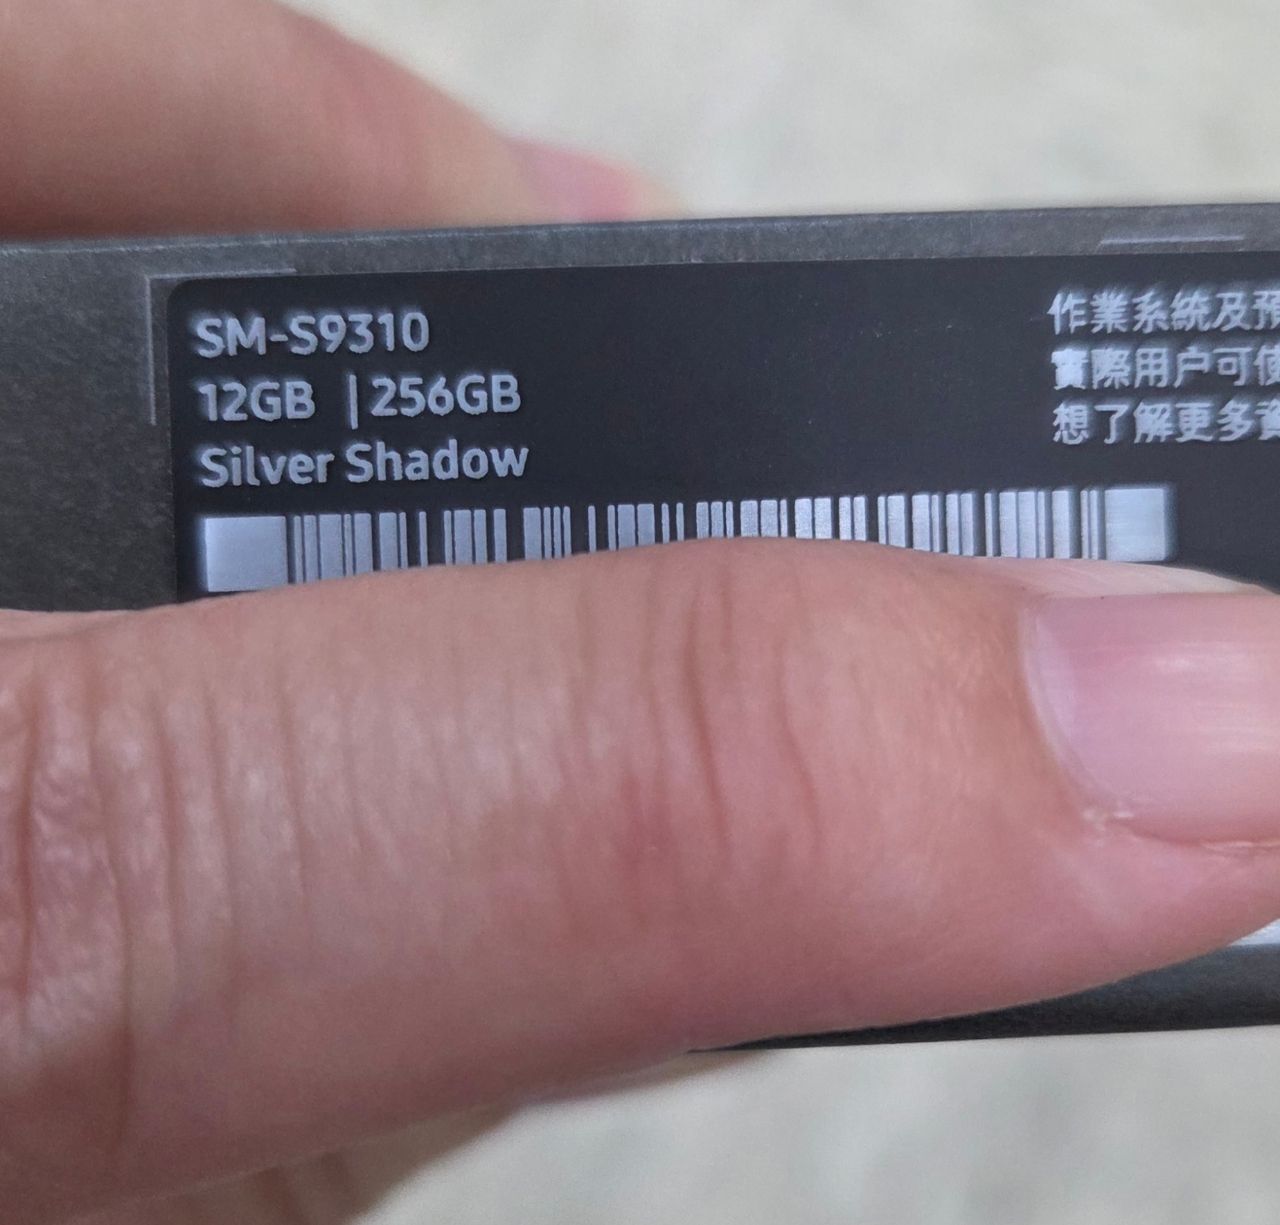 SM-S9310
12GB | 256GB
Silver Shadow
作業系統及預
實際用户可使
想了解更多資